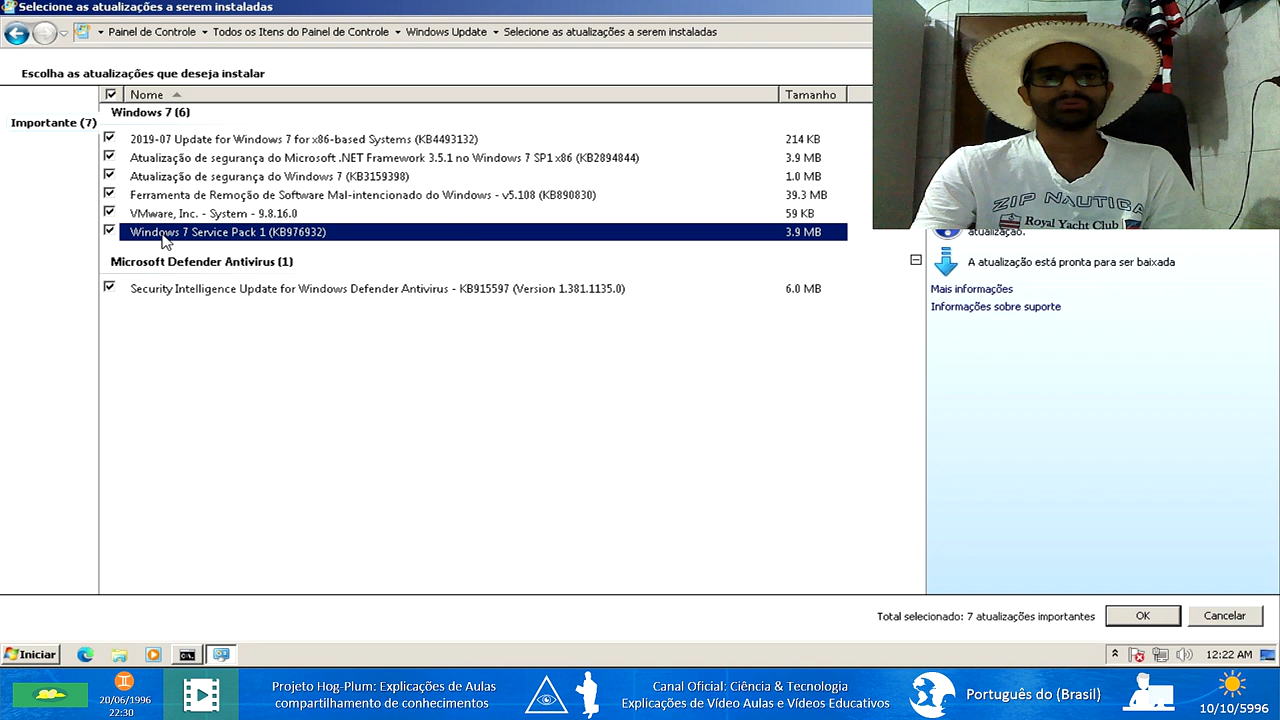 Selecione as atualizações a serem instaladas
Painel de Controle
Todos os Itens do Painel de Controle
Windows Update
Selecione as atualizações a serem instaladas
Escolha as atualizações que deseja instalar
Nome
Tamanho
Importante (7)
Windows 7 (6)
2019-07 Update for Windows 7 for x86-based Systems (KB4493132) 214 KB
Atualização de segurança do Microsoft .NET Framework 3.5.1 no Windows 7 SP1 x86 (KB2894844) 3.9 MB
Atualização de segurança do Windows 7 (KB3159398) 1.0 MB
Ferramenta de Remoção de Software Mal-intencionado do Windows - v5.108 (KB890830) 39.3 MB
VMware, Inc. - System - 9.8.16.0 59 KB
Windows 7 Service Pack 1 (KB976932) 3.9 MB
Microsoft Defender Antivirus (1)
Security Intelligence Update for Windows Defender Antivirus - KB915597 (Version 1.381.1135.0) 6.0 MB
ZIP NAUTICA
Royal Yacht Club
atualização.
A atualização está pronta para ser baixada
Mais informações
Informações sobre suporte
Total selecionado: 7 atualizações importantes
OK
Cancelar
Iniciar
12:22 AM
20/06/1996
22:30
Projeto Hog-Plum: Explicações de Aulas
compartilhamento de conhecimentos
Canal Oficial: Ciência & Tecnologia
Explicações de Vídeo Aulas e Vídeos Educativos
Português do (Brasil)
10/10/5996